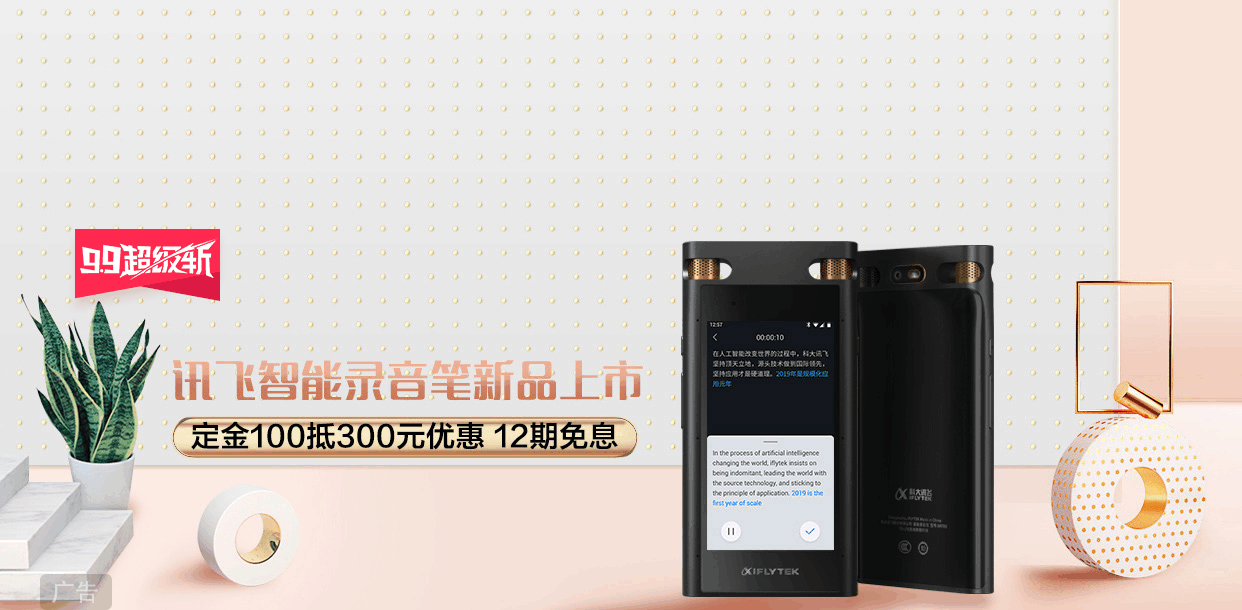 9.9超级斩
讯飞智能录音笔新品上市
定金100抵300元优惠 12期免息
12:57
00:00:10
在人工智能改变世界的过程中，科大讯飞
坚持顶天立地，源头技术做到国际领先，
坚持应用才是硬道理。2019年是规模化应
用元年
In the process of artificial intelligence
changing the world, iflytek insists on
being indomitant, leading the world with
the source technology, and sticking to
the principle of application. 2019 is the
first year of scale
IFLYTEK
科大讯飞
IFLYTEK
广告